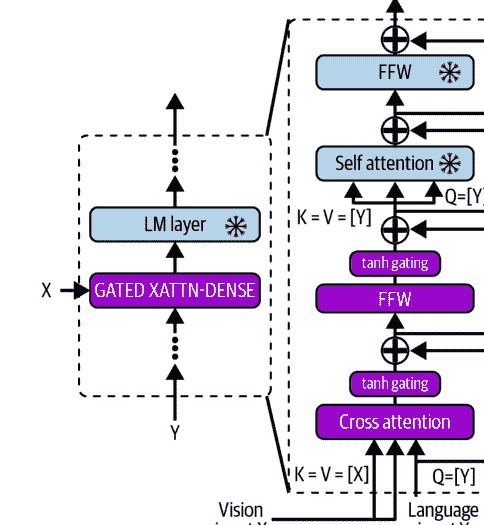 FFW
Self attention
Q=[Y]
K = V = [Y]
tanh gating
FFW
tanh gating
Cross attention
K = V = [X]
Q=[Y]
Vision
Language
LM layer
X
GATED XATTN-DENSE
Y